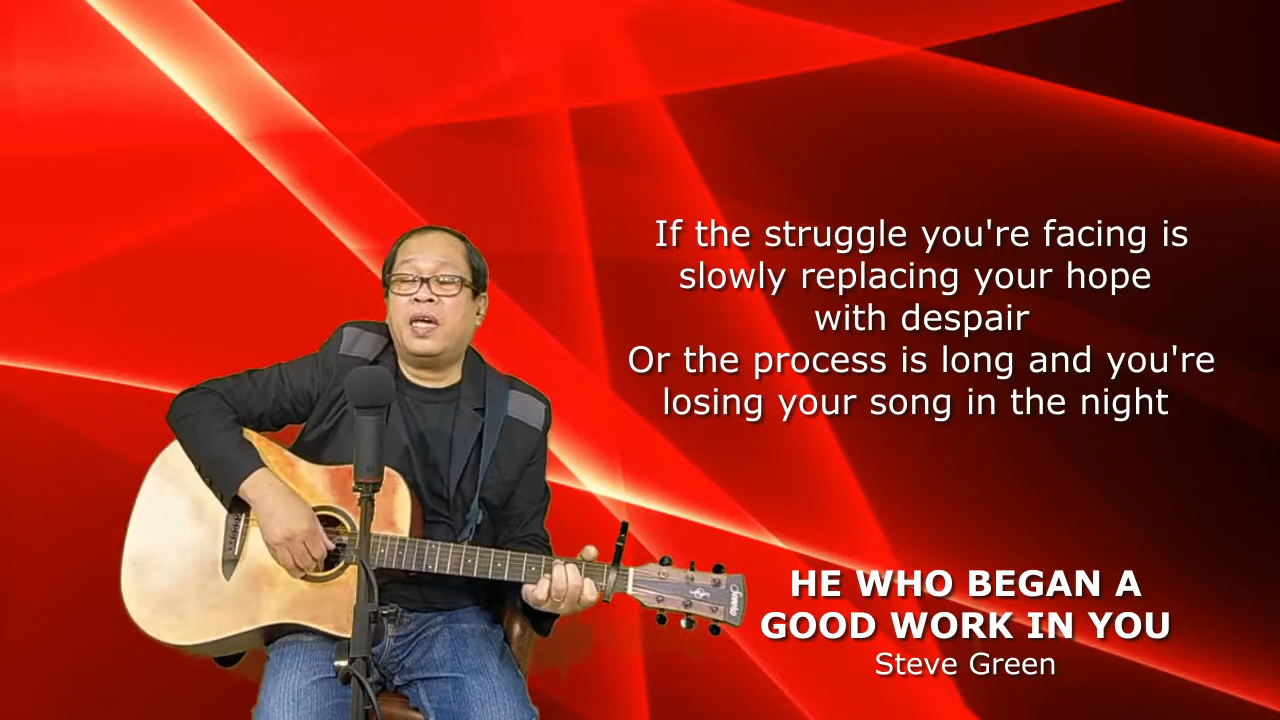 If the struggle you're facing is
slowly replacing your hope
with despair
Or the process is long and you're
losing your song in the night
HE WHO BEGAN A
GOOD WORK IN YOU
Steve Green